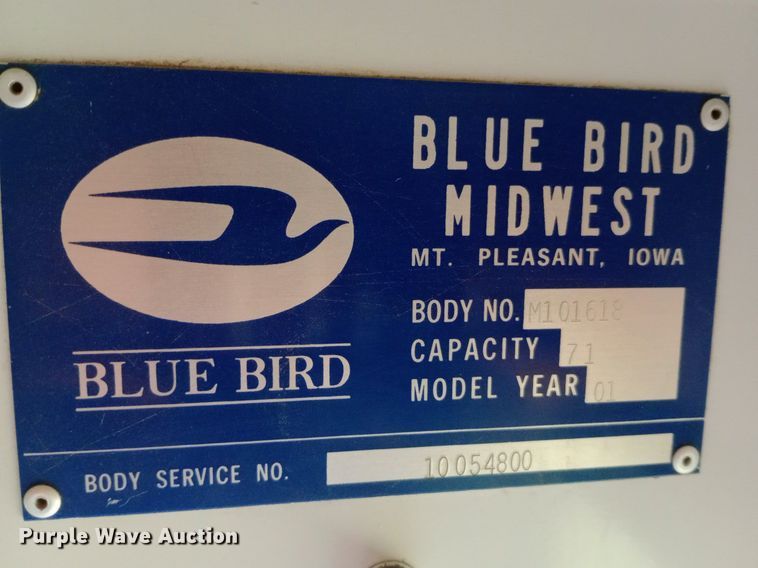 BLUE BIRD
MIDWEST
MT. PLEASANT, IOWA
BODY NO. M101618
CAPACITY 71
MODEL YEAR 01
BLUE BIRD
BODY SERVICE NO. 10054800
Purple Wave Auction